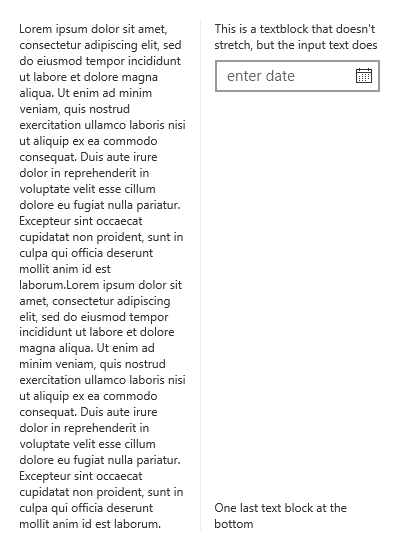 Lorem ipsum dolor sit amet,
consectetur adipiscing elit, sed
do eiusmod tempor incididunt
ut labore et dolore magna
aliqua. Ut enim ad minim
veniam, quis nostrud
exercitation ullamco laboris nisi
ut aliquip ex ea commodo
consequat. Duis aute irure
dolor in reprehenderit in
voluptate velit esse cillum
dolore eu fugiat nulla pariatur.
Excepteur sint occaecat
cupidatat non proident, sunt in
culpa qui officia deserunt
mollit anim id est
laborum.Lorem ipsum dolor sit
amet, consectetur adipiscing
elit, sed do eiusmod tempor
incididunt ut labore et dolore
magna aliqua. Ut enim ad
minim veniam, quis nostrud
exercitation ullamco laboris nisi
ut aliquip ex ea commodo
consequat. Duis aute irure
dolor in reprehenderit in
voluptate velit esse cillum
dolore eu fugiat nulla pariatur.
Excepteur sint occaecat
cupidatat non proident, sunt in
culpa qui officia deserunt
mollit anim id est laborum.
This is a textblock that doesn't
stretch, but the input text does
enter date
One last text block at the
bottom